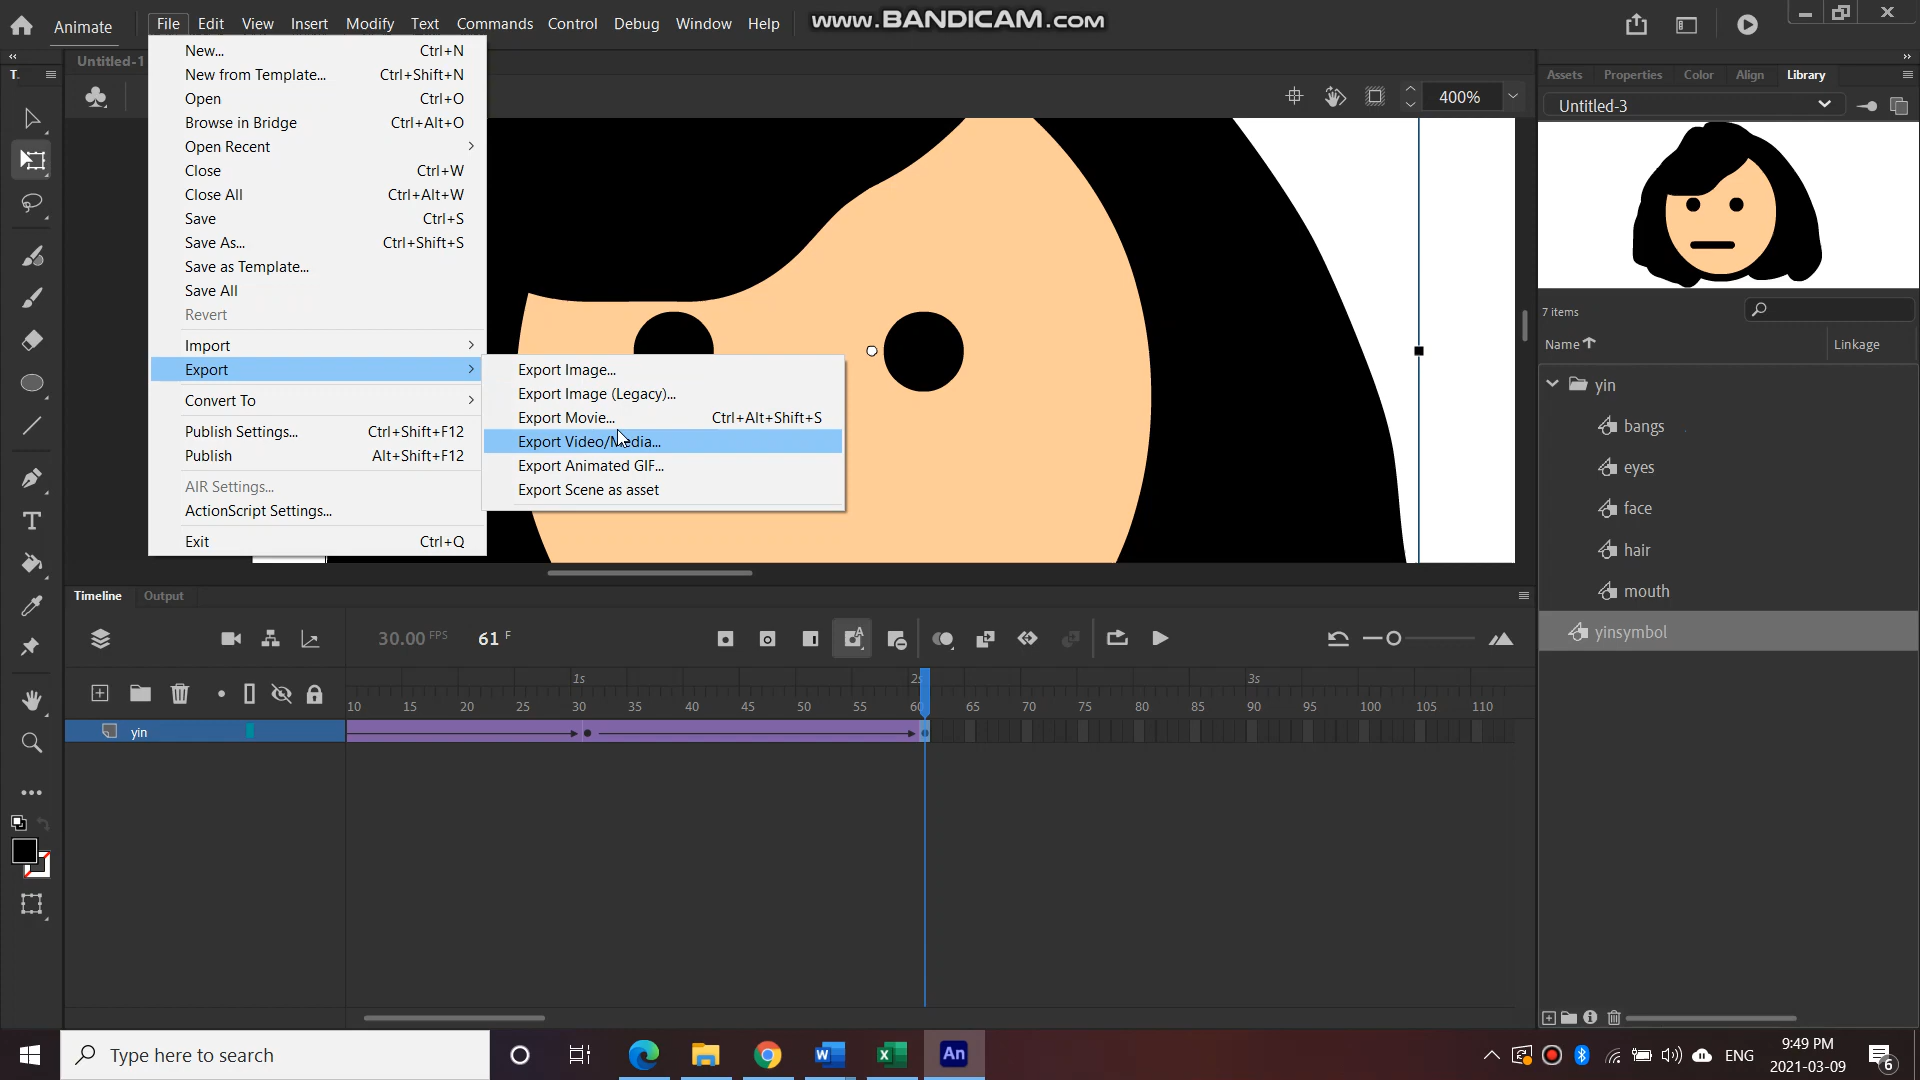 Animate
File Edit View Insert Modify Text Commands Control Debug Window Help
www.BANDICAM.com
Untitled-1
New... Ctrl+N
New from Template... Ctrl+Shift+N
Open Ctrl+O
Browse in Bridge Ctrl+Alt+O
Open Recent
Close Ctrl+W
Close All Ctrl+Alt+W
Save Ctrl+S
Save As... Ctrl+Shift+S
Save as Template...
Save All
Revert
Import
Export
Convert To
Publish Settings... Ctrl+Shift+F12
Publish Alt+Shift+F12
AIR Settings...
ActionScript Settings...
Exit Ctrl+Q
Export Image...
Export Image (Legacy)...
Export Movie... Ctrl+Alt+Shift+S
Export Video/Media...
Export Animated GIF...
Export Scene as asset
400%
T.
Assets Properties Color Align Library
Untitled-3
7 items
Name Linkage
yin
bangs
eyes
face
hair
mouth
yinsymbol
Timeline Output
30.00 FPS 61 F
1s 2s 3s
10 15 20 25 30 35 40 45 50 55 60 65 70 75 80 85 90 95 100 105 110
yin
Type here to search
An
ENG
9:49 PM
2021-03-09
6